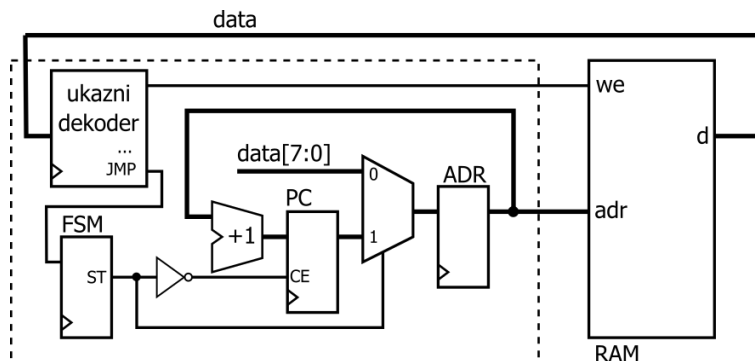 data
ukazni
dekoder
...
JMP
we
d
data[7:0]
0
ADR
FSM
PC
adr
+1
1
ST
CE
RAM